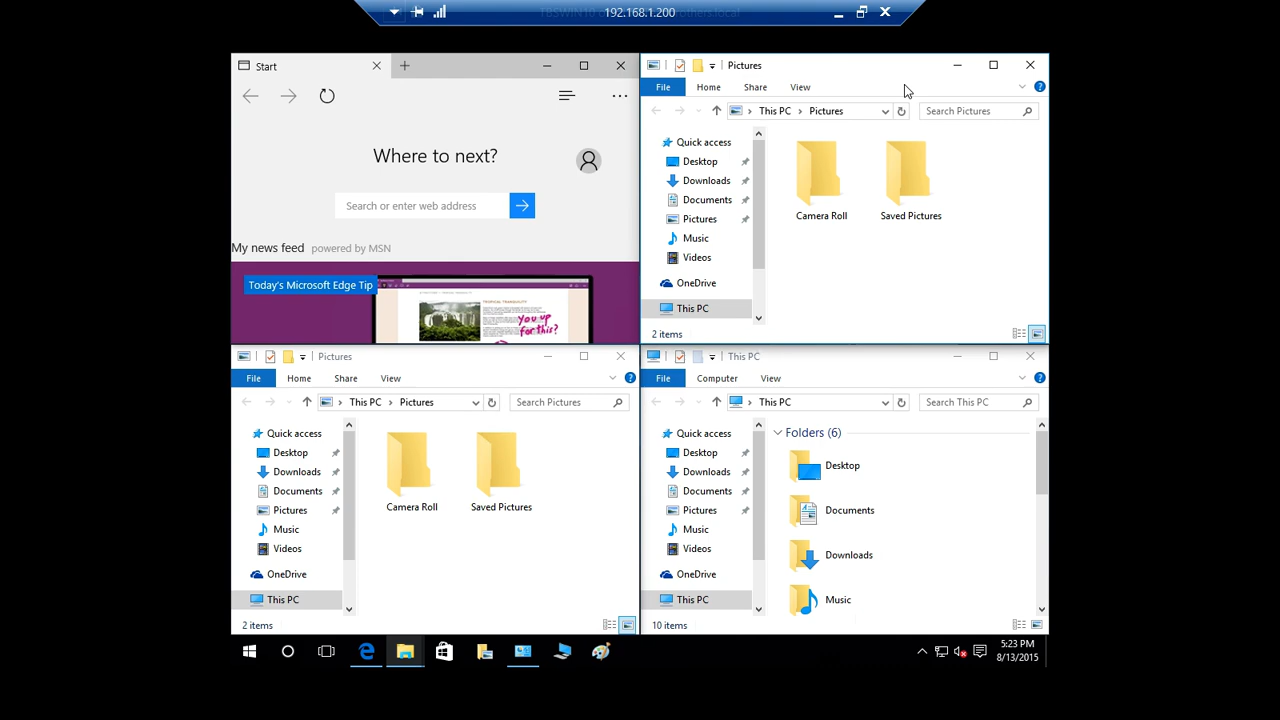 192.168.1.200
Start
Where to next?
Search or enter web address
My news feed powered by MSN
Today's Microsoft Edge Tip
TROPICAL TRANQUILITY
you up
for this?
Pictures
File Home Share View
This PC Pictures
Search Pictures
Quick access
Desktop
Downloads
Documents
Pictures
Music
Videos
OneDrive
This PC
Camera Roll
Saved Pictures
2 items
Pictures
File Home Share View
This PC Pictures
Search Pictures
Quick access
Desktop
Downloads
Documents
Pictures
Music
Videos
OneDrive
This PC
Camera Roll
Saved Pictures
2 items
This PC
File Computer View
This PC
Search This PC
Quick access
Desktop
Downloads
Documents
Pictures
Music
Videos
OneDrive
This PC
Folders (6)
Desktop
Documents
Downloads
Music
10 items
5:23 PM
8/13/2015